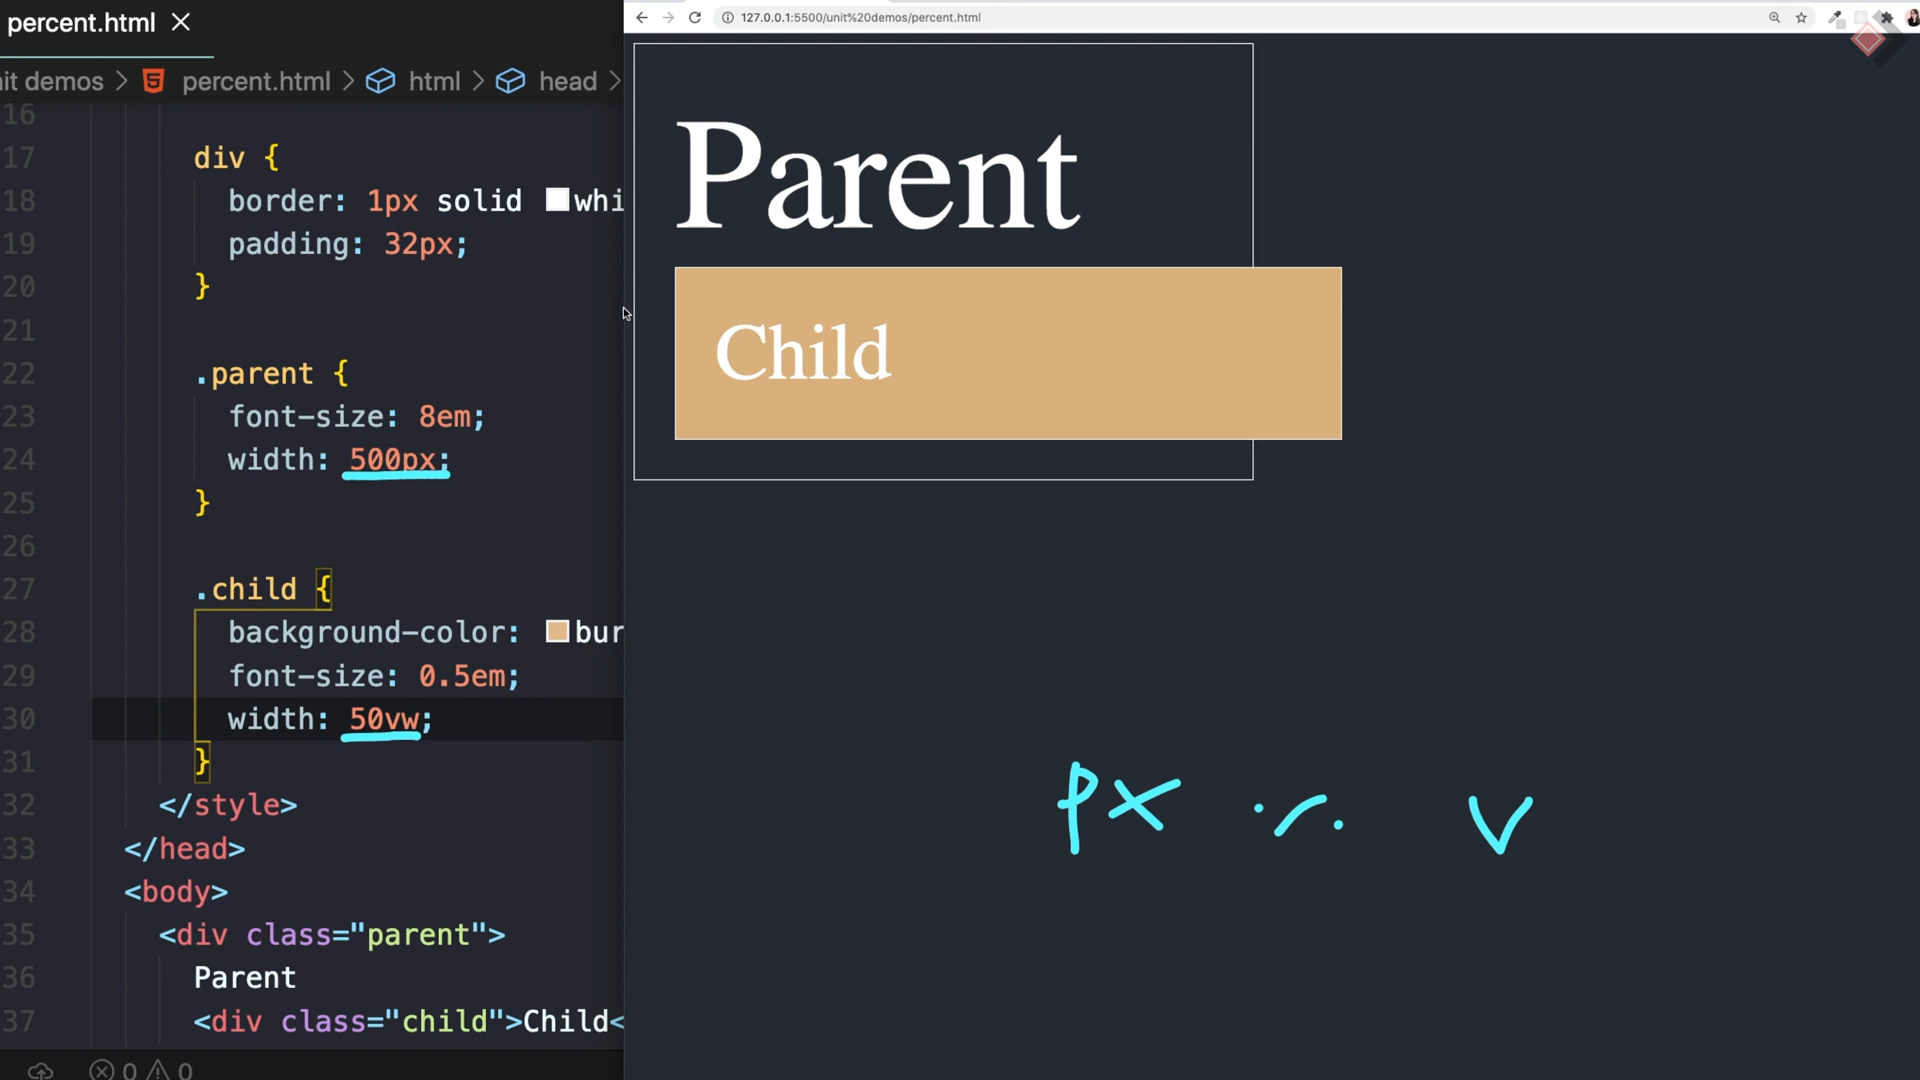 percent.html
it demos > percent.html > html > head >
16
17 div {
18 border: 1px solid whi
19 padding: 32px;
20 }
21
22 .parent {
23 font-size: 8em;
24 width: 500px;
25 }
26
27 .child {
28 background-color: bur
29 font-size: 0.5em;
30 width: 50vw;
31 }
32 </style>
33 </head>
34 <body>
35 <div class="parent">
36 Parent
37 <div class="child">Child<
0 0
127.0.0.1:5500/unit%20demos/percent.html
Parent
Child
px % v